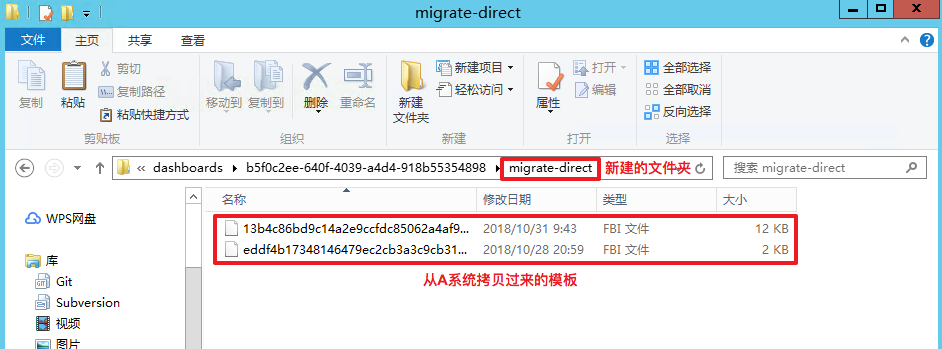 migrate-direct
文件
主页
共享
查看
复制
粘贴
剪切
复制路径
粘贴快捷方式
剪贴板
移动到
复制到
删除
重命名
组织
新建
文件夹
新建项目
轻松访问
新建
属性
打开
编辑
打开
全部选择
全部取消
反向选择
选择
« dashboards b5f0c2ee-640f-4039-a4d4-918b55354898 migrate-direct 新建的文件夹
搜索 migrate-direct
名称 修改日期 类型 大小
13b4c86bd9c14a2e9ccfdc85062a4af9... 2018/10/31 9:43 FBI 文件 12 KB
eddf4b17348146479ec2cb3a3c9cb31... 2018/10/28 20:59 FBI 文件 2 KB
从A系统拷贝过来的模板
WPS网盘
库
Git
Subversion
视频
图片